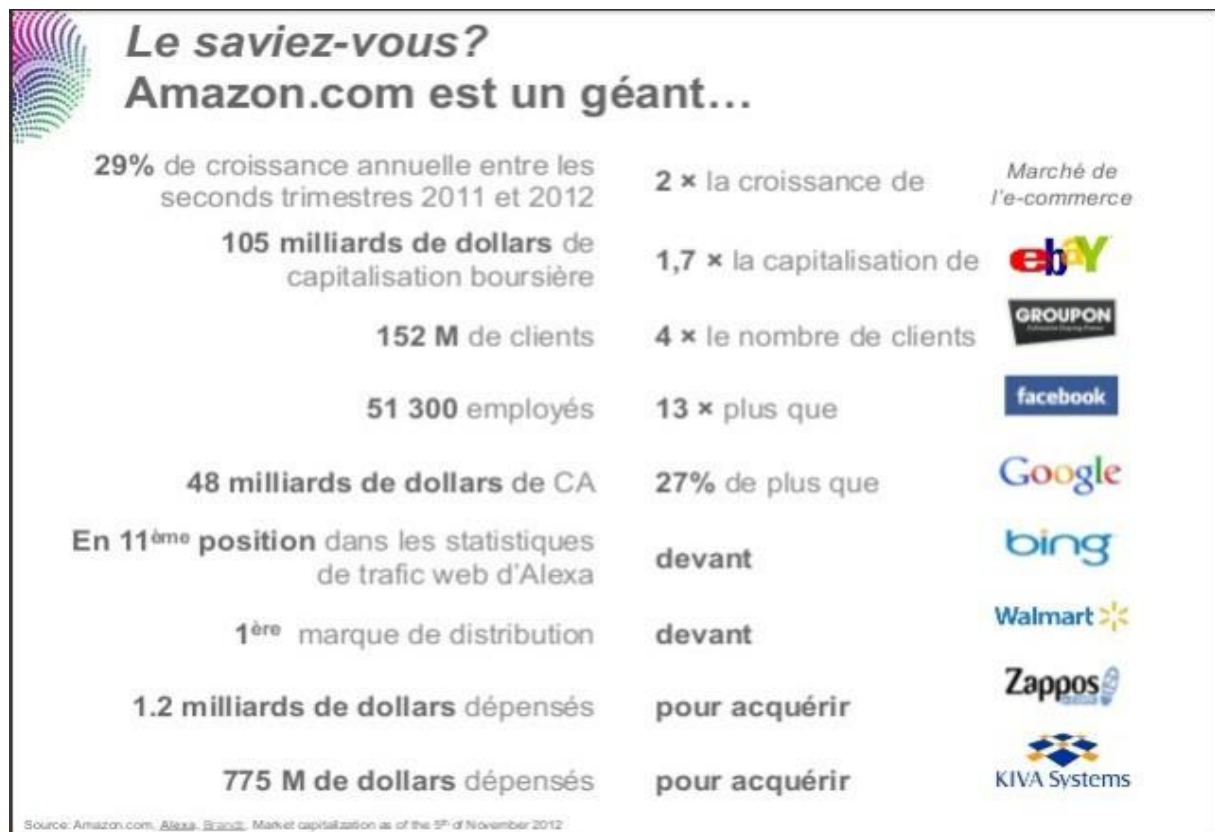 Le saviez-vous?
Amazon.com est un géant…
29% de croissance annuelle entre les
seconds trimestres 2011 et 2012
2 × la croissance de
Marché de
l'e-commerce
105 milliards de dollars de
capitalisation boursière
1,7 × la capitalisation de
ebaY
152 M de clients
4 × le nombre de clients
GROUPON
51 300 employés
13 × plus que
facebook
48 milliards de dollars de CA
27% de plus que
Google
En 11ème position dans les statistiques
de trafic web d'Alexa
devant
bing
1ère marque de distribution
devant
Walmart
1.2 milliards de dollars dépensés
pour acquérir
Zappos
775 M de dollars dépensés
pour acquérir
KIVA Systems
Source: Amazon.com, Alexa, Brandz, Market capitalization as of the 5th of November 2012